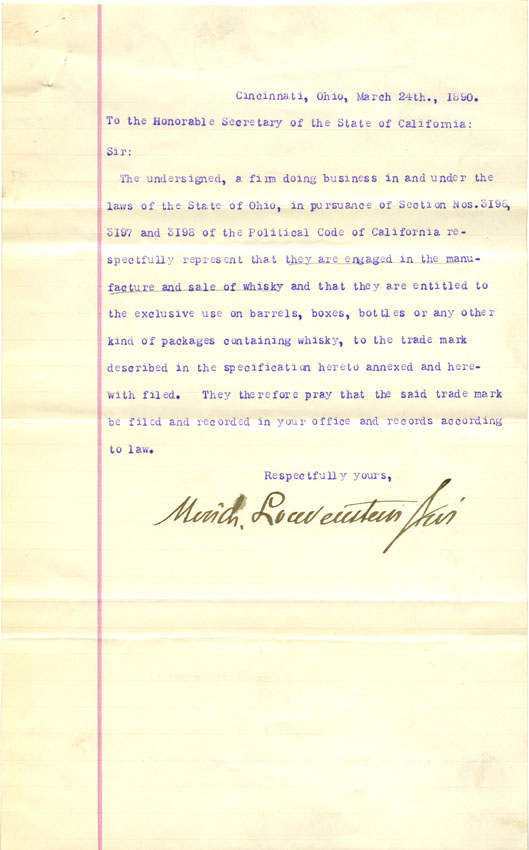 Cincinnati, Ohio, March 24th., 1890.
To the Honorable Secretary of the State of California:
Sir:
The undersigned, a firm doing business in and under the
laws of the State of Ohio, in pursuance of Section Nos. 3196,
3197 and 3198 of the Political Code of California re-
spectfully represent that they are engaged in the manu-
facture and sale of whisky and that they are entitled to
the exclusive use on barrels, boxes, bottles or any other
kind of packages containing whisky, to the trade mark
described in the specification hereto annexed and here-
with filed. They therefore pray that the said trade mark
be filed and recorded in your office and records according
to law.
Respectfully yours,
Lowenstein